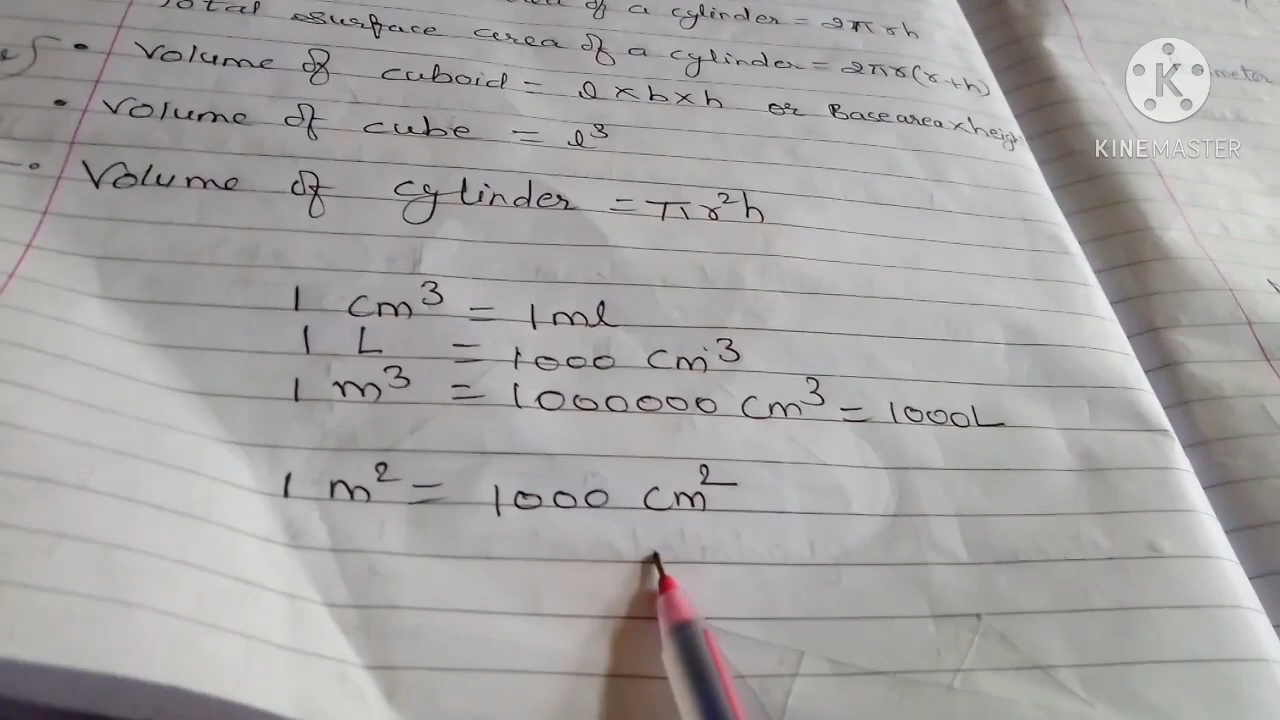 of a cylinder = 2πrh
Total surface area of a cylinder = 2πr(r+h)
• Volume of cuboid = l×b×h or Base area×heig
• Volume of cube = l³
• Volume of cylinder = πr²h
1 cm³ = 1ml
1 L = 1000 cm³
1 m³ = 1000000 cm³ = 1000L
1 m² = 1000 cm²
K
KINEMASTER
meter